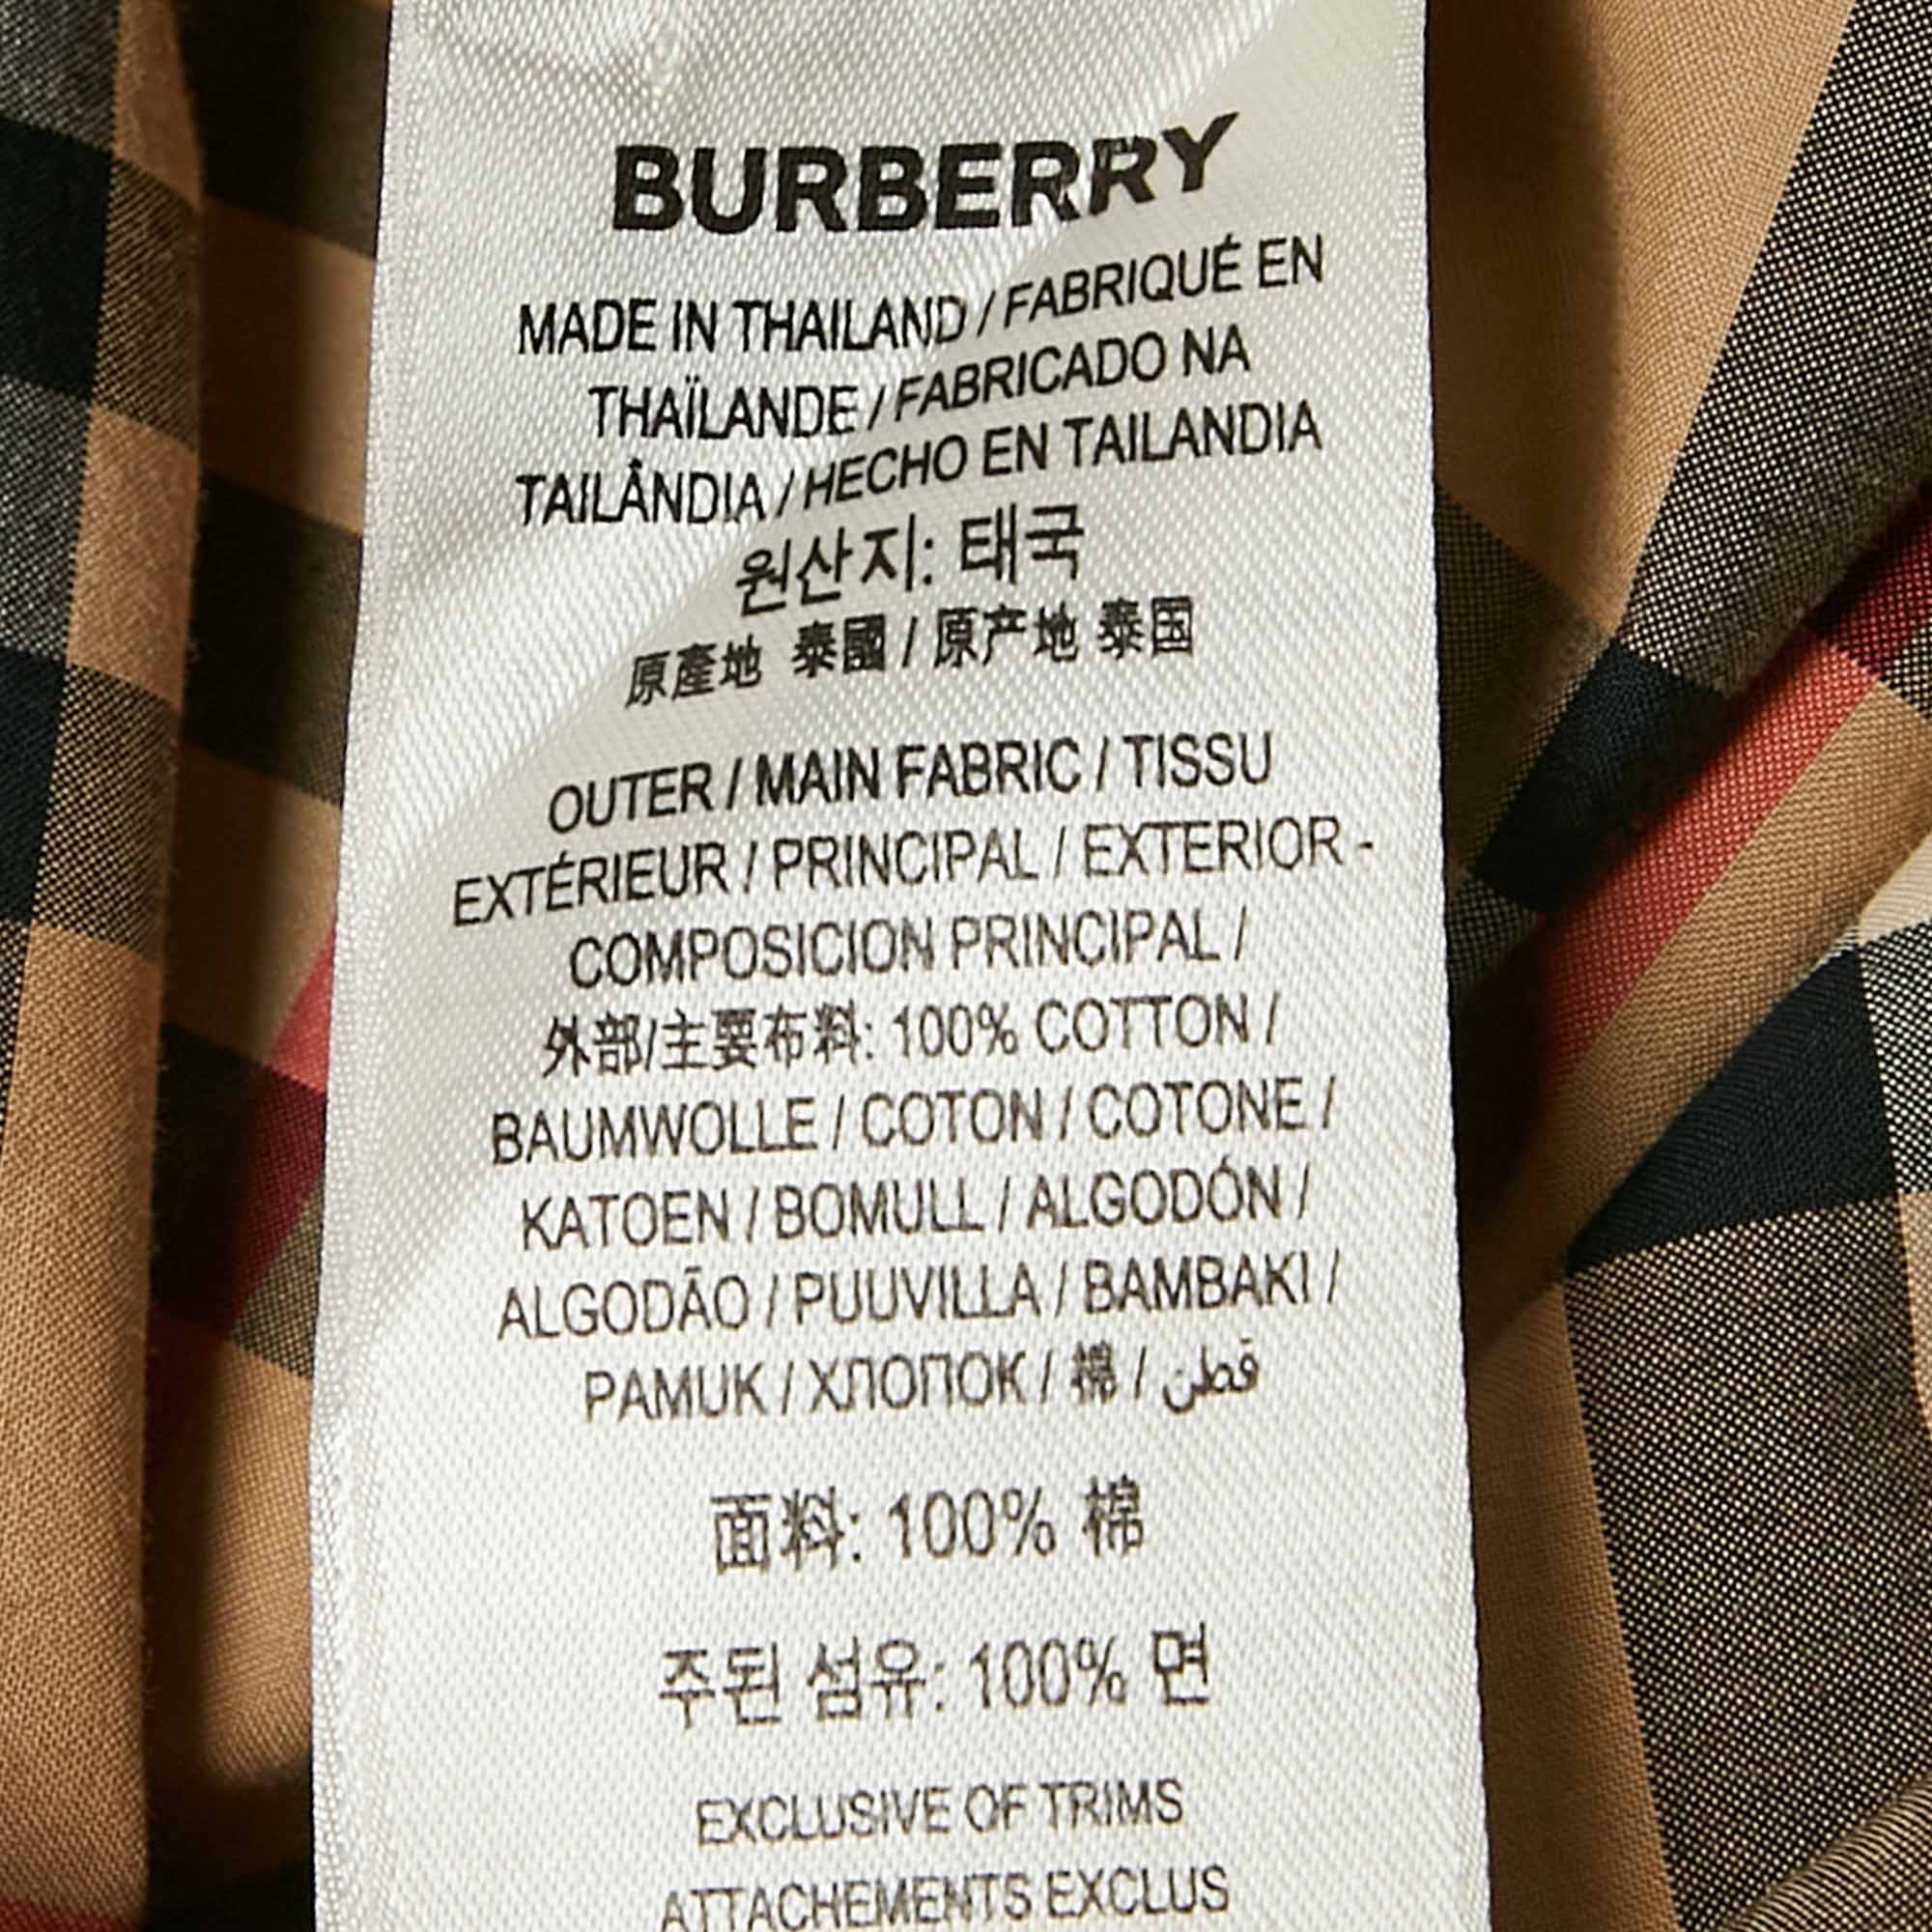 BURBERRY
MADE IN THAILAND / FABRIQUÉ EN
THAÏLANDE / FABRICADO NA
TAILÂNDIA / HECHO EN TAILANDIA
원산지: 태국
原產地 泰國 / 原产地 泰国
OUTER / MAIN FABRIC / TISSU
EXTÉRIEUR / PRINCIPAL / EXTERIOR -
COMPOSICION PRINCIPAL /
外部/主要布料: 100% COTTON /
BAUMWOLLE / COTON / COTONE /
KATOEN / BOMULL / ALGODÓN /
ALGODÃO / PUUVILLA / BAMBAKI /
PAMUK / ХЛОПОК / 棉 / قطن
面料: 100% 棉
주된 섬유: 100% 면
EXCLUSIVE OF TRIMS
ATTACHEMENTS EXCLUS